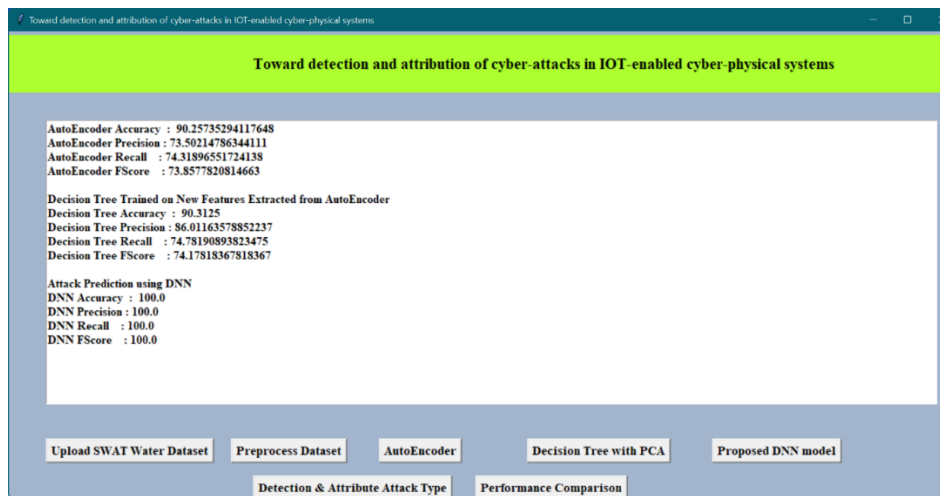 Toward detection and attribution of cyber-attacks in IOT-enabled cyber-physical systems
Toward detection and attribution of cyber-attacks in IOT-enabled cyber-physical systems
AutoEncoder Accuracy : 90.25735294117648
AutoEncoder Precision : 73.50214786344111
AutoEncoder Recall : 74.31896551724138
AutoEncoder FScore : 73.8577820814663
Decision Tree Trained on New Features Extracted from AutoEncoder
Decision Tree Accuracy : 90.3125
Decision Tree Precision : 86.01163578852237
Decision Tree Recall : 74.78190893823475
Decision Tree FScore : 74.17818367818367
Attack Prediction using DNN
DNN Accuracy : 100.0
DNN Precision : 100.0
DNN Recall : 100.0
DNN FScore : 100.0
Upload SWAT Water Dataset Preprocess Dataset AutoEncoder Decision Tree with PCA Proposed DNN model
Detection & Attribute Attack Type Performance Comparison